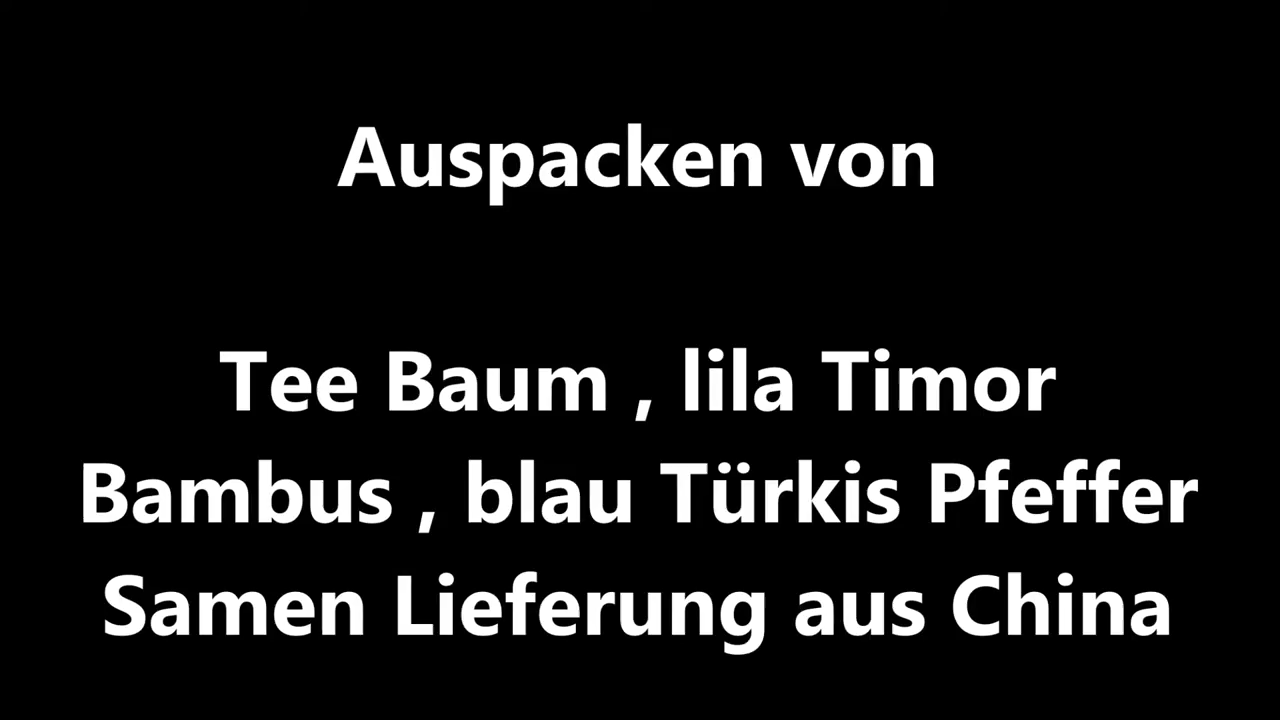 Auspacken von
Tee Baum , lila Timor
Bambus , blau Türkis Pfeffer
Samen Lieferung aus China